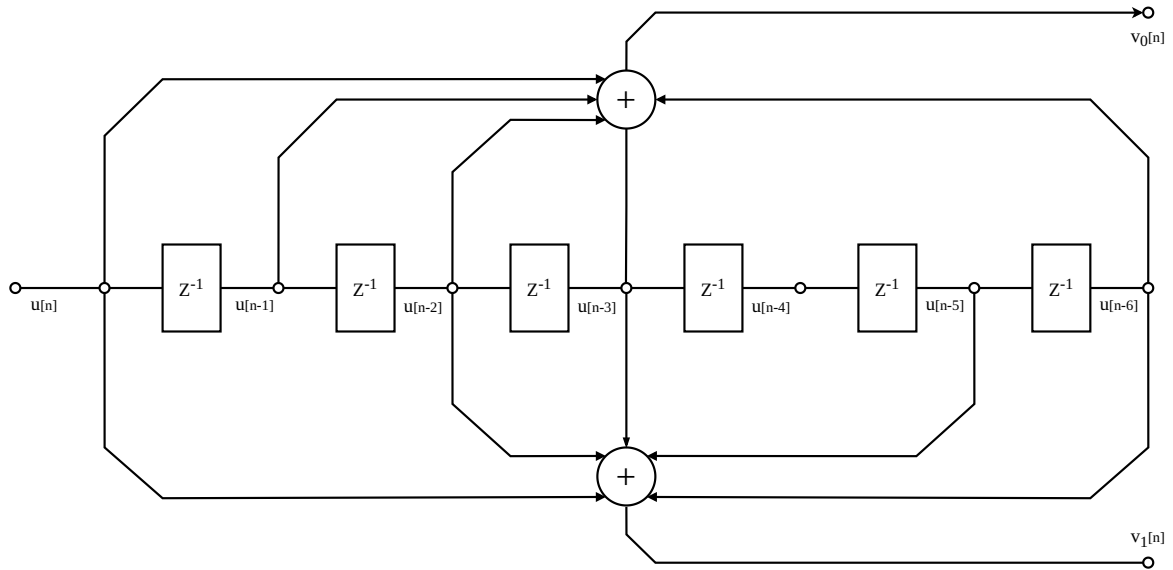 v₀[n]
+
Z⁻¹ Z⁻¹ Z⁻¹ Z⁻¹ Z⁻¹ Z⁻¹
u[n] u[n-1] u[n-2] u[n-3] u[n-4] u[n-5] u[n-6]
+
v₁[n]